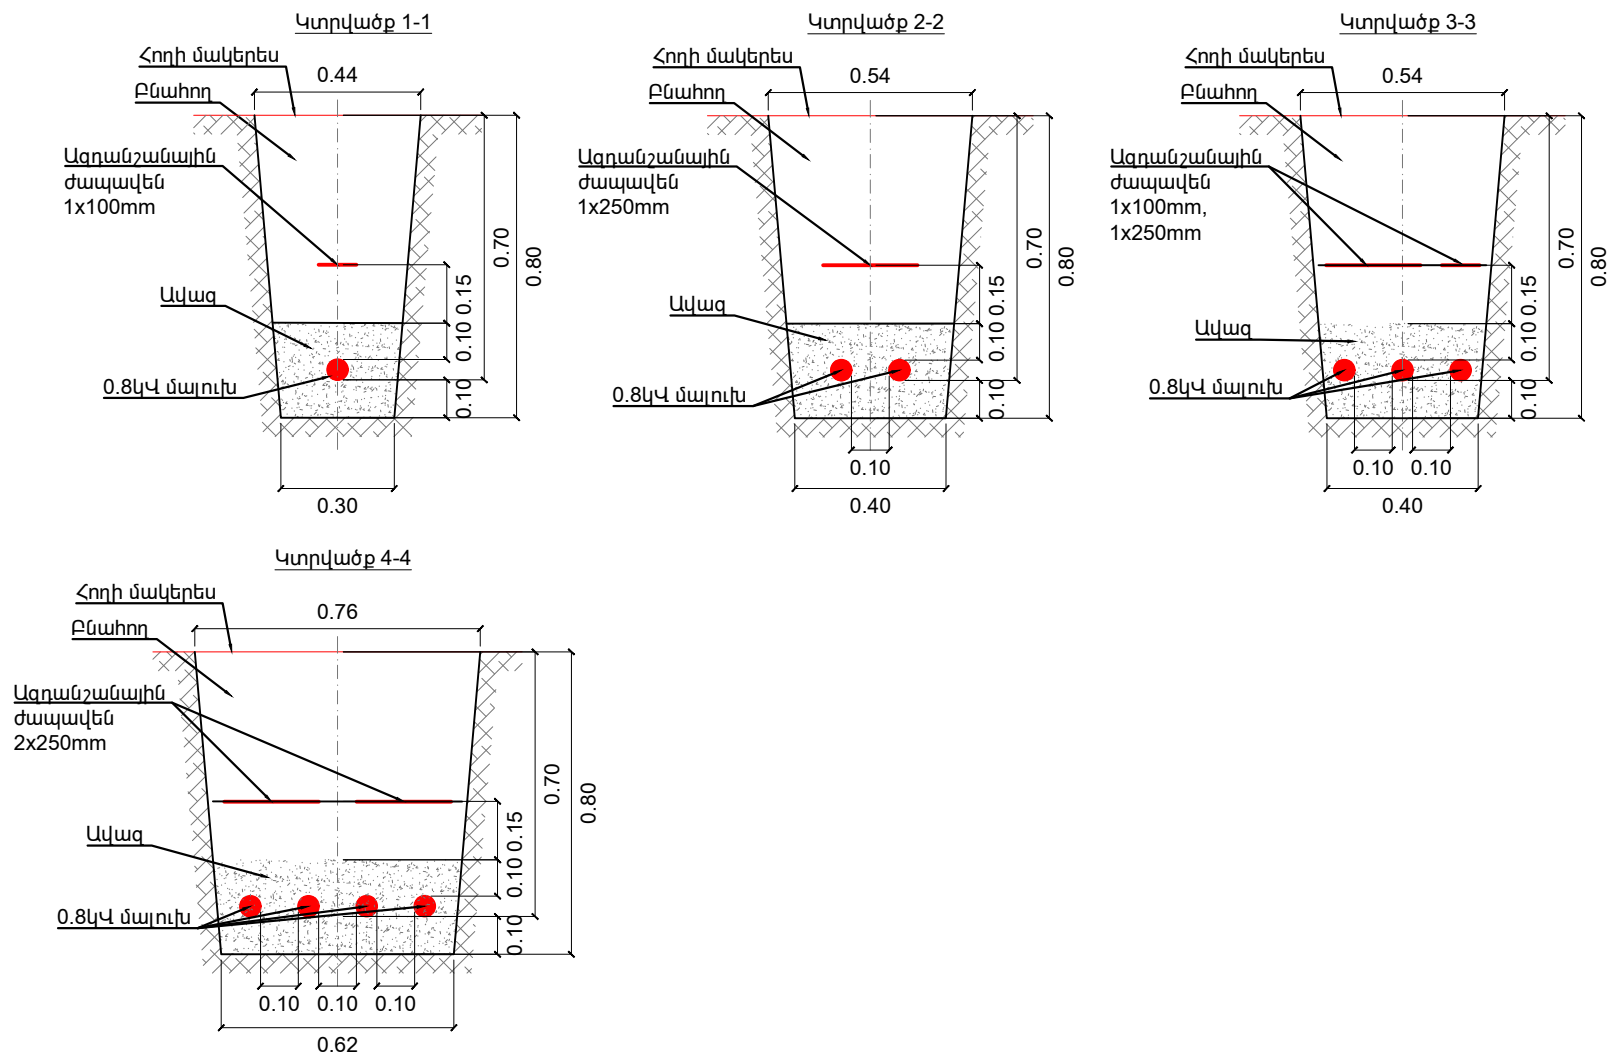 Կտրվածք 1-1
Հողի մակերես
0.44
Բնահող
Ազդանշանային
ժապավեն
1x100mm
0.70
0.80
0.15
Ավազ
0.10
0.8կՎ մալուխ
0.10
0.30
Կտրվածք 2-2
Հողի մակերես
0.54
Բնահող
Ազդանշանային
ժապավեն
1x250mm
0.70
0.80
0.15
Ավազ
0.10
0.8կՎ մալուխ
0.10
0.10
0.40
Կտրվածք 3-3
Հողի մակերես
0.54
Բնահող
Ազդանշանային
ժապավեն
1x100mm,
1x250mm
0.70
0.80
0.15
Ավազ
0.10
0.8կՎ մալուխ
0.10
0.10 0.10
0.40
Կտրվածք 4-4
Հողի մակերես
0.76
Բնահող
Ազդանշանային
ժապավեն
2x250mm
0.70
0.80
0.15
Ավազ
0.10
0.8կՎ մալուխ
0.10
0.10 0.10 0.10
0.62